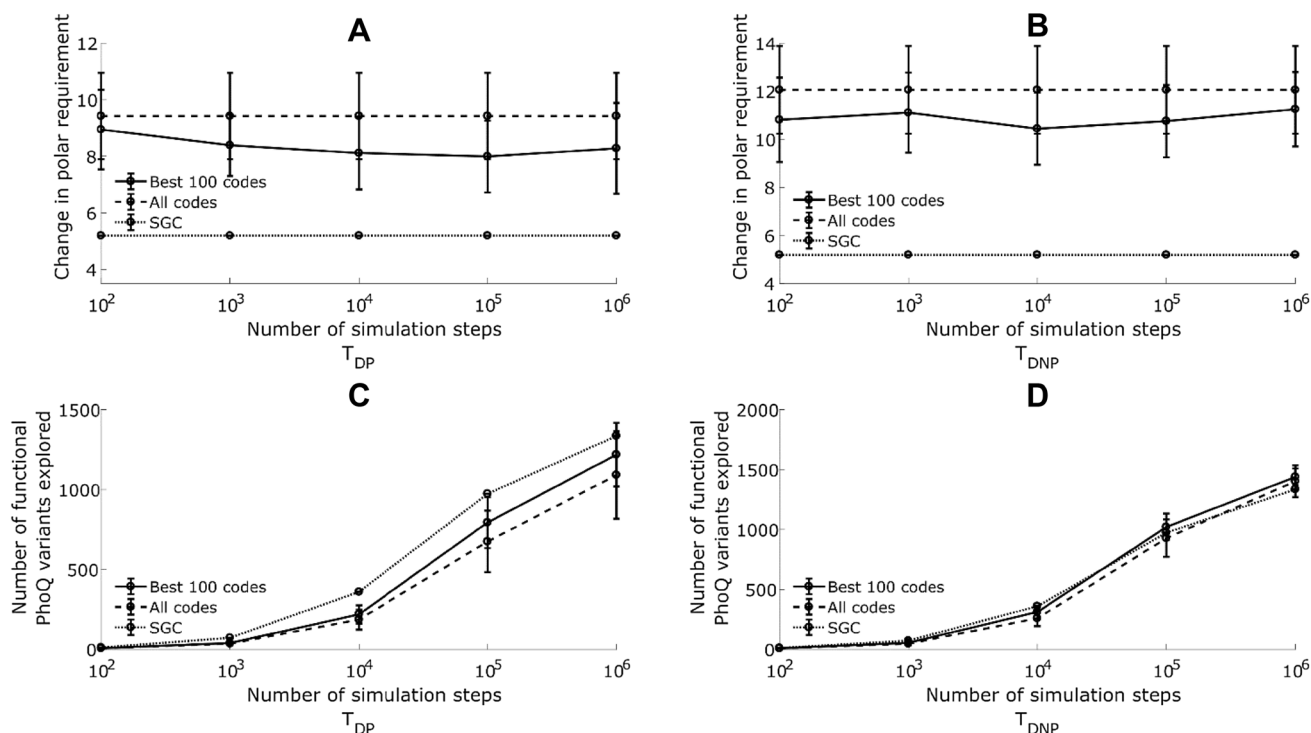 A
Change in polar requirement
12
10
8
6
4
Best 100 codes
All codes
SGC
10^2 10^3 10^4 10^5 10^6
Number of simulation steps
T_DP
B
Change in polar requirement
14
12
10
8
6
4
Best 100 codes
All codes
SGC
10^2 10^3 10^4 10^5 10^6
Number of simulation steps
T_DNP
C
Number of functional
PhoQ variants explored
1500
1000
500
0
Best 100 codes
All codes
SGC
10^2 10^3 10^4 10^5 10^6
Number of simulation steps
T_DP
D
Number of functional
PhoQ variants explored
2000
1500
1000
500
0
Best 100 codes
All codes
SGC
10^2 10^3 10^4 10^5 10^6
Number of simulation steps
T_DNP